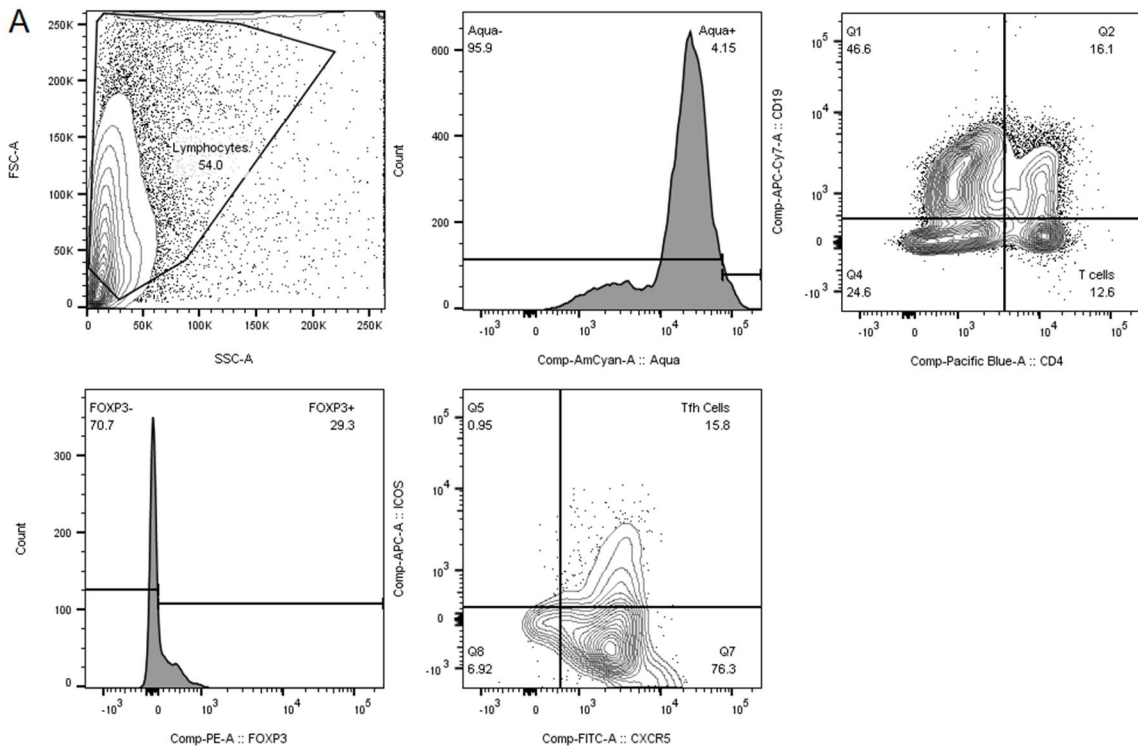 A
FSC-A
250K
200K
150K
100K
50K
0
Lymphocytes
54.0
0 50K 100K 150K 200K 250K
SSC-A
Count
600
400
200
0
Aqua-
95.9
Aqua+
4.15
-10³ 0 10³ 10⁴ 10⁵
Comp-AmCyan-A :: Aqua
Comp-APC-Cy7-A :: CD19
10⁵
10⁴
10³
0
-10³
Q1
46.6
Q2
16.1
Q4
24.6
T cells
12.6
-10³ 0 10³ 10⁴ 10⁵
Comp-Pacific Blue-A :: CD4
Count
300
200
100
0
FOXP3-
70.7
FOXP3+
29.3
-10³ 0 10³ 10⁴ 10⁵
Comp-PE-A :: FOXP3
Comp-APC-A :: ICOS
10⁵
10⁴
10³
0
-10³
Q5
0.95
Tfh Cells
15.8
Q8
6.92
Q7
76.3
-10³ 0 10³ 10⁴ 10⁵
Comp-FITC-A :: CXCR5